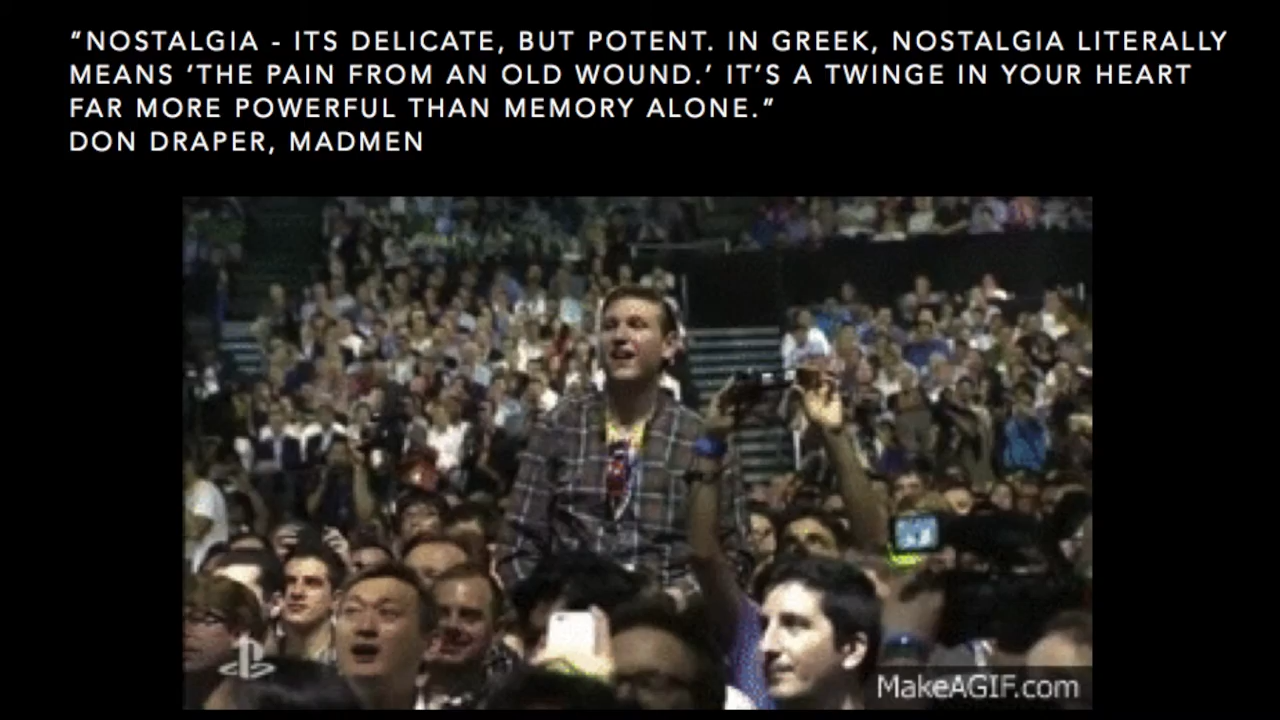 “NOSTALGIA - ITS DELICATE, BUT POTENT. IN GREEK, NOSTALGIA LITERALLY
MEANS ‘THE PAIN FROM AN OLD WOUND.’ IT’S A TWINGE IN YOUR HEART
FAR MORE POWERFUL THAN MEMORY ALONE.”
DON DRAPER, MADMEN
MakeAGIF.com